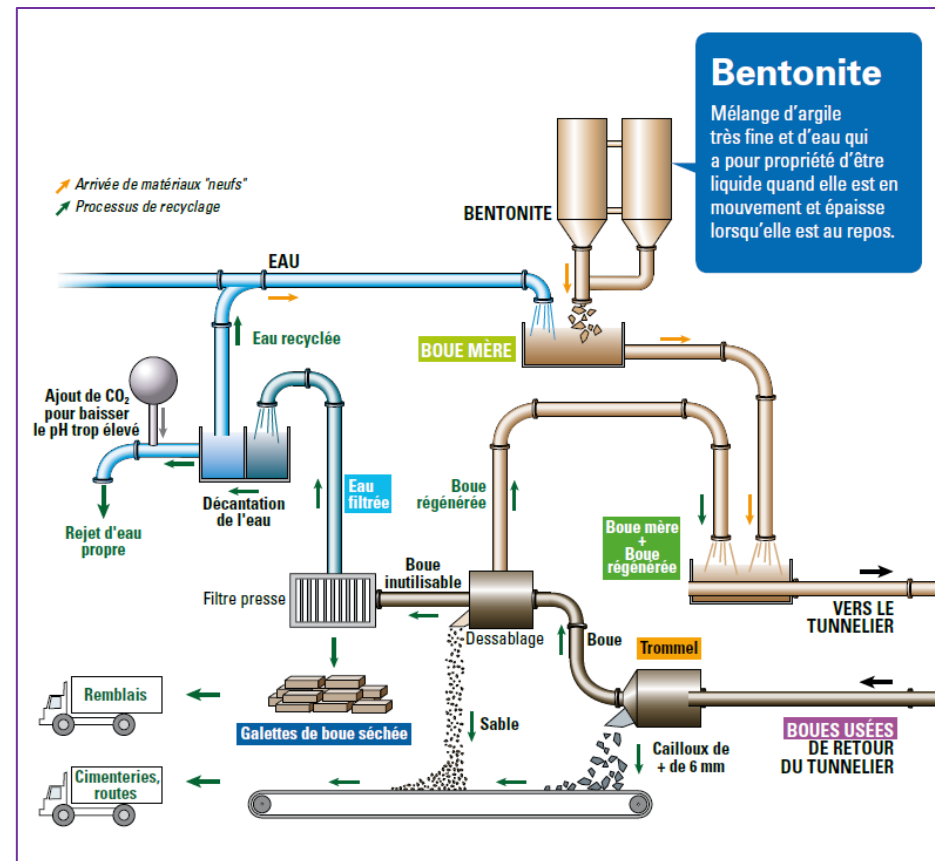 Bentonite
Mélange d'argile
très fine et d'eau qui
a pour propriété d'être
liquide quand elle est en
mouvement et épaisse
lorsqu'elle est au repos.
Arrivée de matériaux "neufs"
Processus de recyclage
BENTONITE
EAU
Eau recyclée
BOUE MÈRE
Ajout de CO₂
pour baisser
le pH trop élevé
Décantation
de l'eau
Rejet d'eau
propre
Eau
filtrée
Boue
régénérée
Boue mère
+
Boue
régénérée
Boue
inutilisable
Filtre presse
Dessablage
Boue
VERS LE
TUNNELIER
Trommel
Remblais
Galettes de boue séchée
Sable
Cailloux de
+ de 6 mm
BOUES USÉES
DE RETOUR
DU TUNNELIER
Cimenteries,
routes